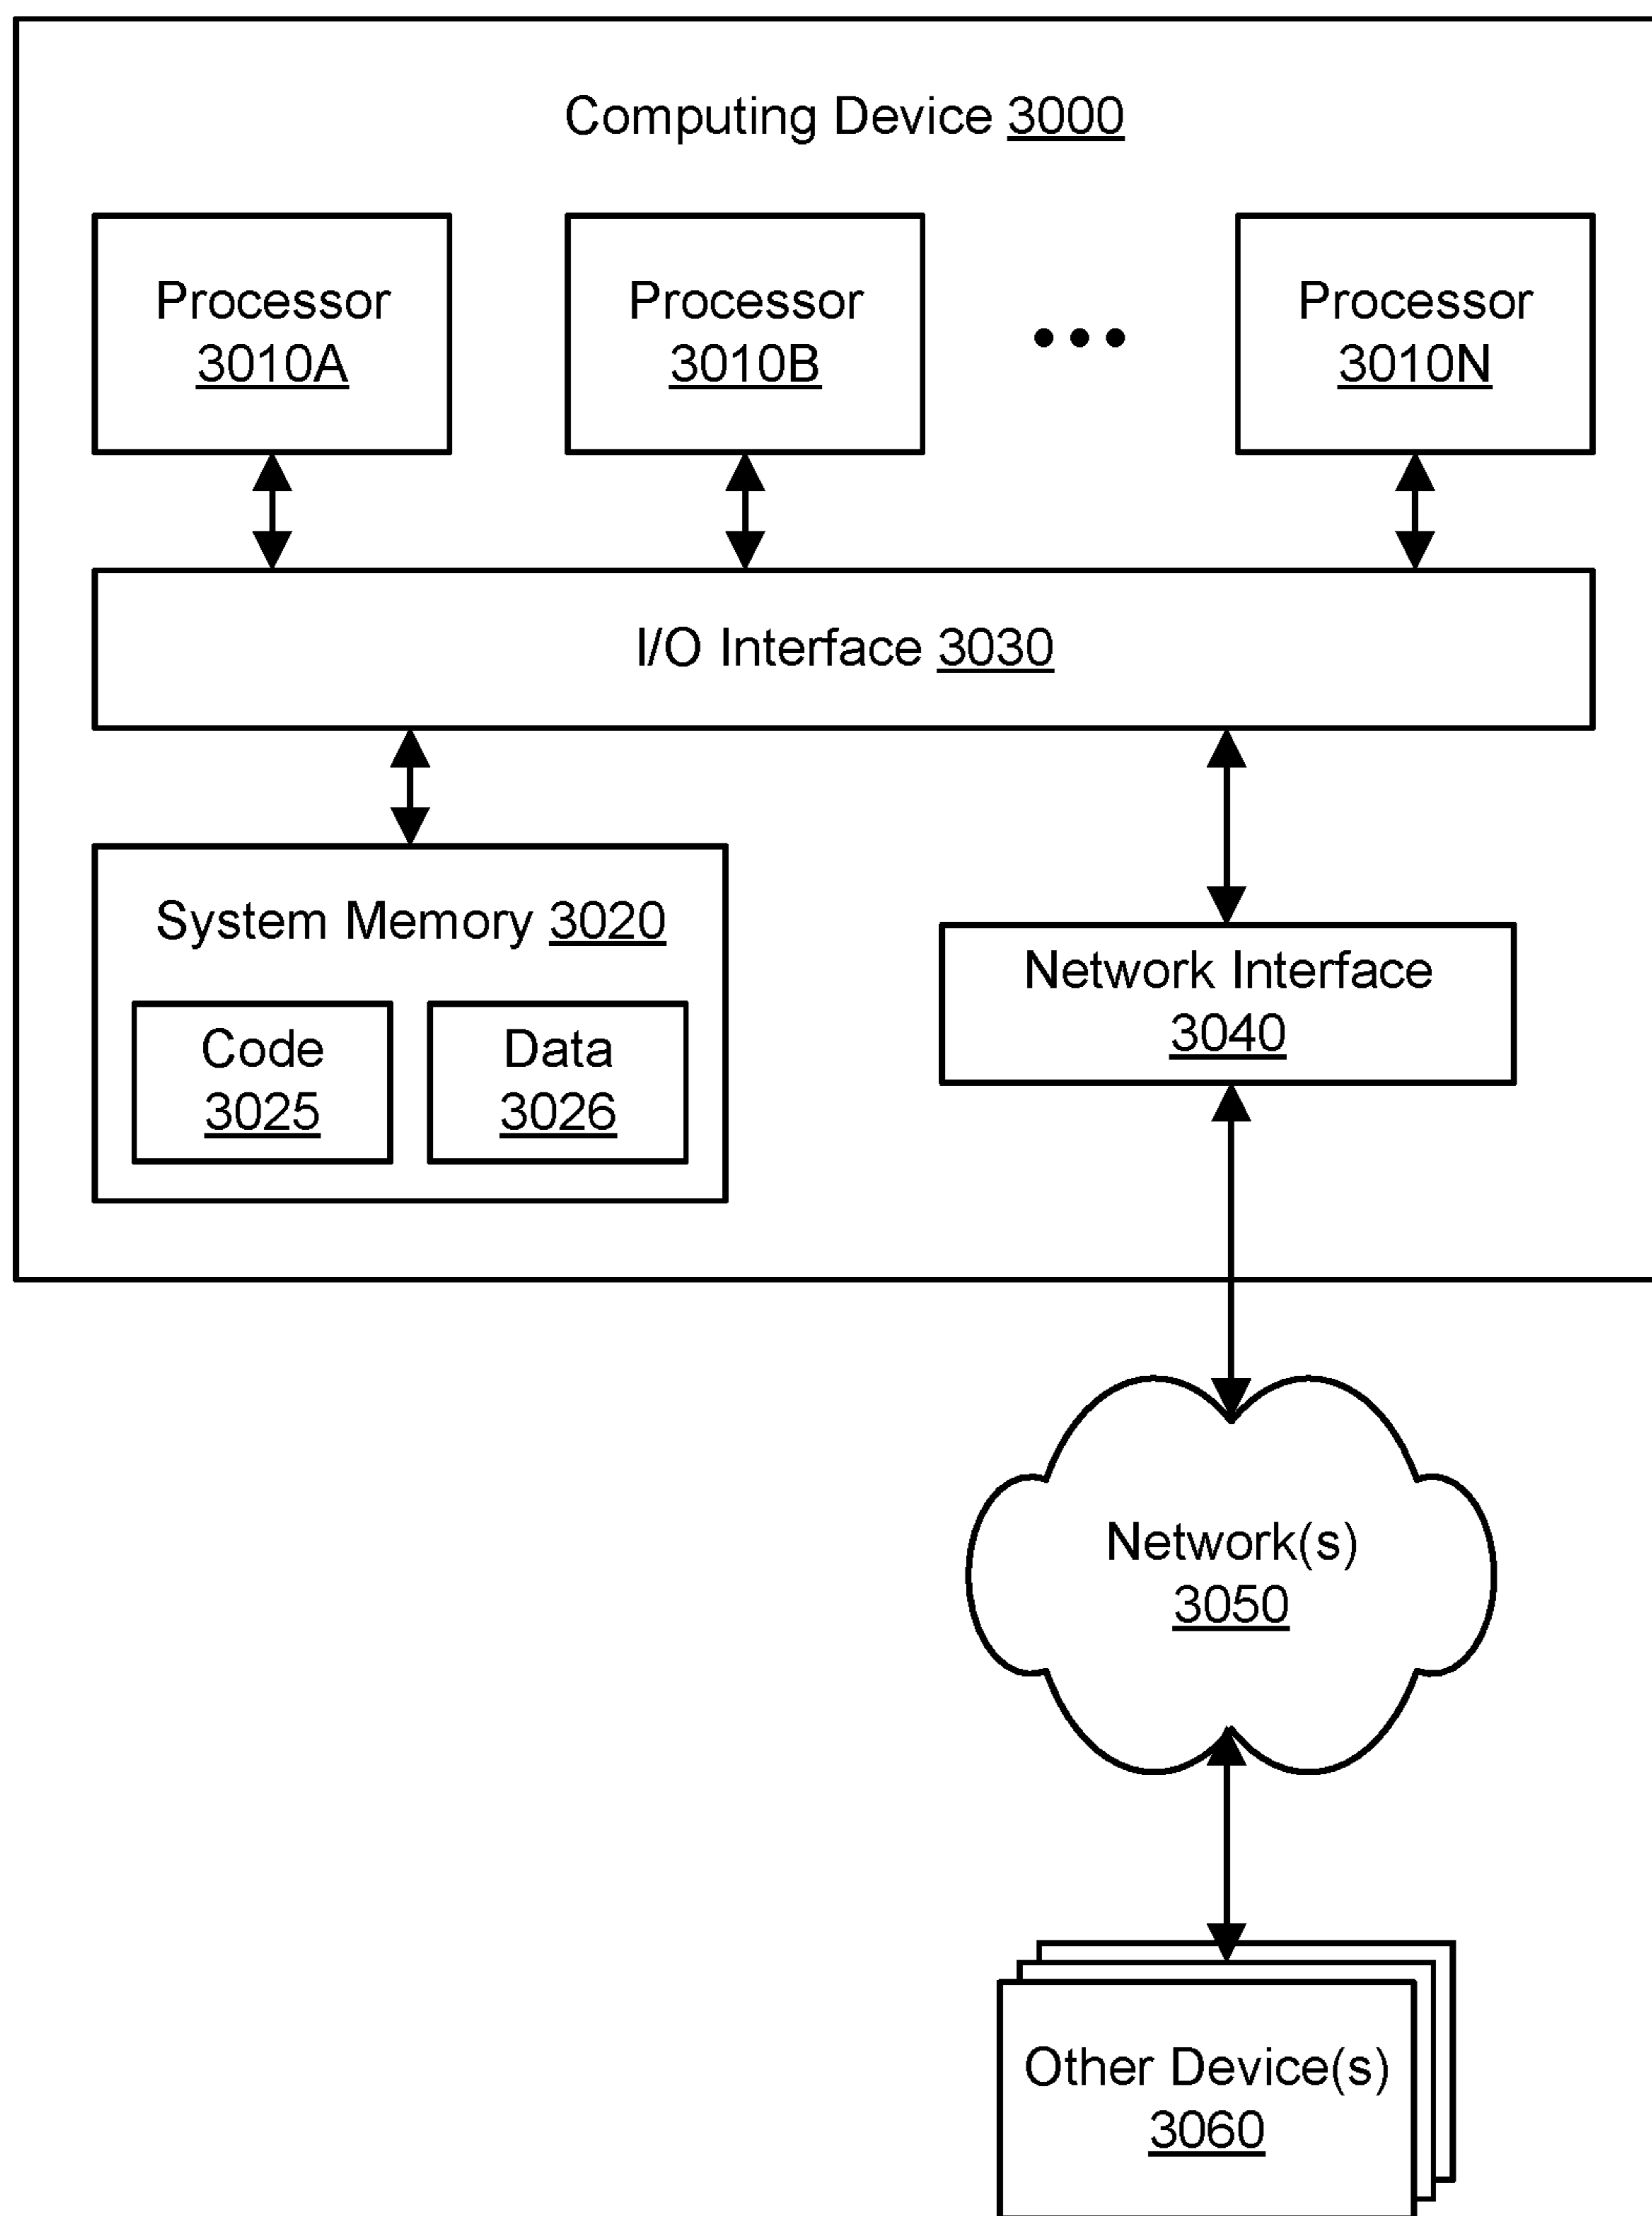 Computing Device 3000
Processor
3010A
Processor
3010B
Processor
3010N
I/O Interface 3030
System Memory 3020
Code
3025
Data
3026
Network Interface
3040
Network(s)
3050
Other Device(s)
3060